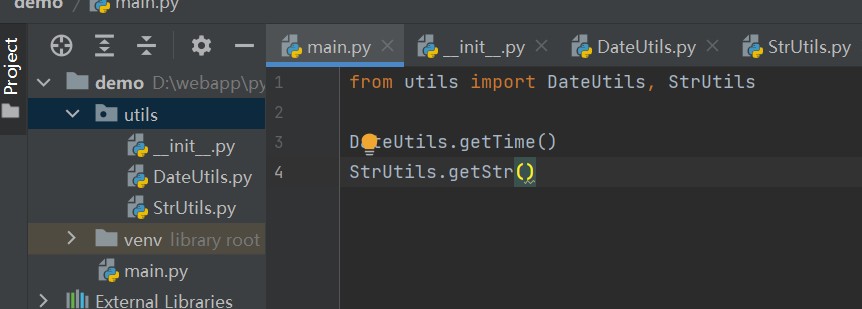 demo / main.py
Project
main.py
__init__.py
DateUtils.py
StrUtils.py
demo D:\webapp\py
utils
__init__.py
DateUtils.py
StrUtils.py
venv library root
main.py
External Libraries
1 from utils import DateUtils, StrUtils
2
3 DateUtils.getTime()
4 StrUtils.getStr()